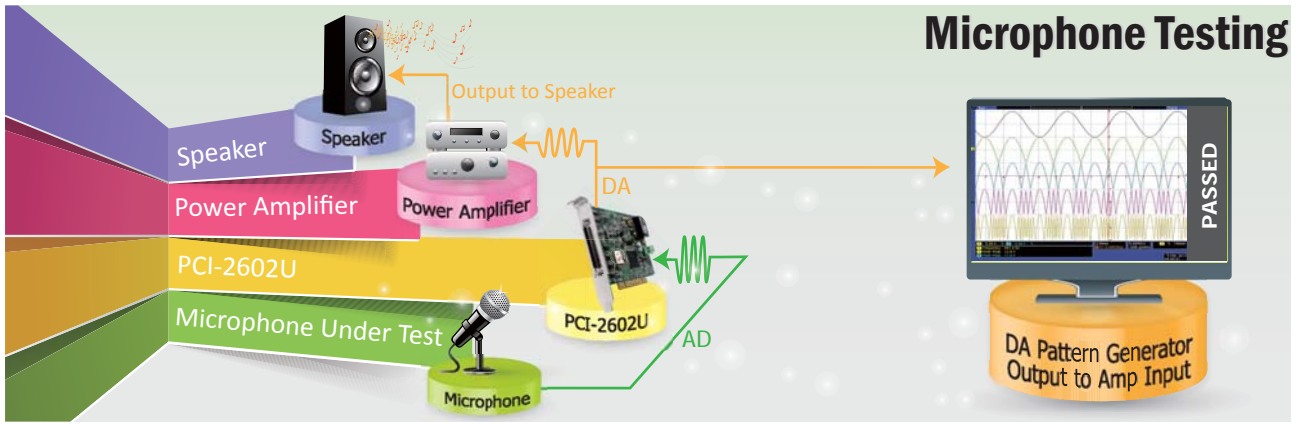 Microphone Testing
Output to Speaker
Speaker
Speaker
DA
PASSED
Power Amplifier
Power Amplifier
PCI-2602U
PCI-2602U
AD
Microphone Under Test
Microphone
DA Pattern Generator
Output to Amp Input